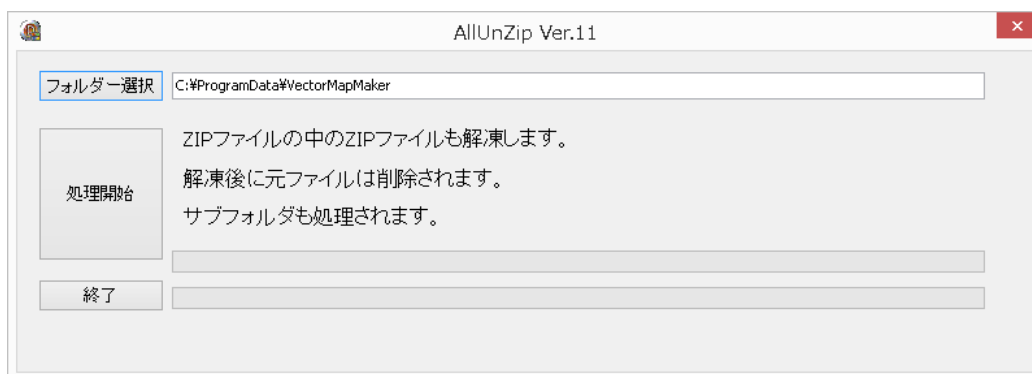 AllUnZip Ver.11
フォルダー選択 C:¥ProgramData¥VectorMapMaker
ZIPファイルの中のZIPファイルも解凍します。
解凍後に元ファイルは削除されます。
処理開始
サブフォルダも処理されます。
終了